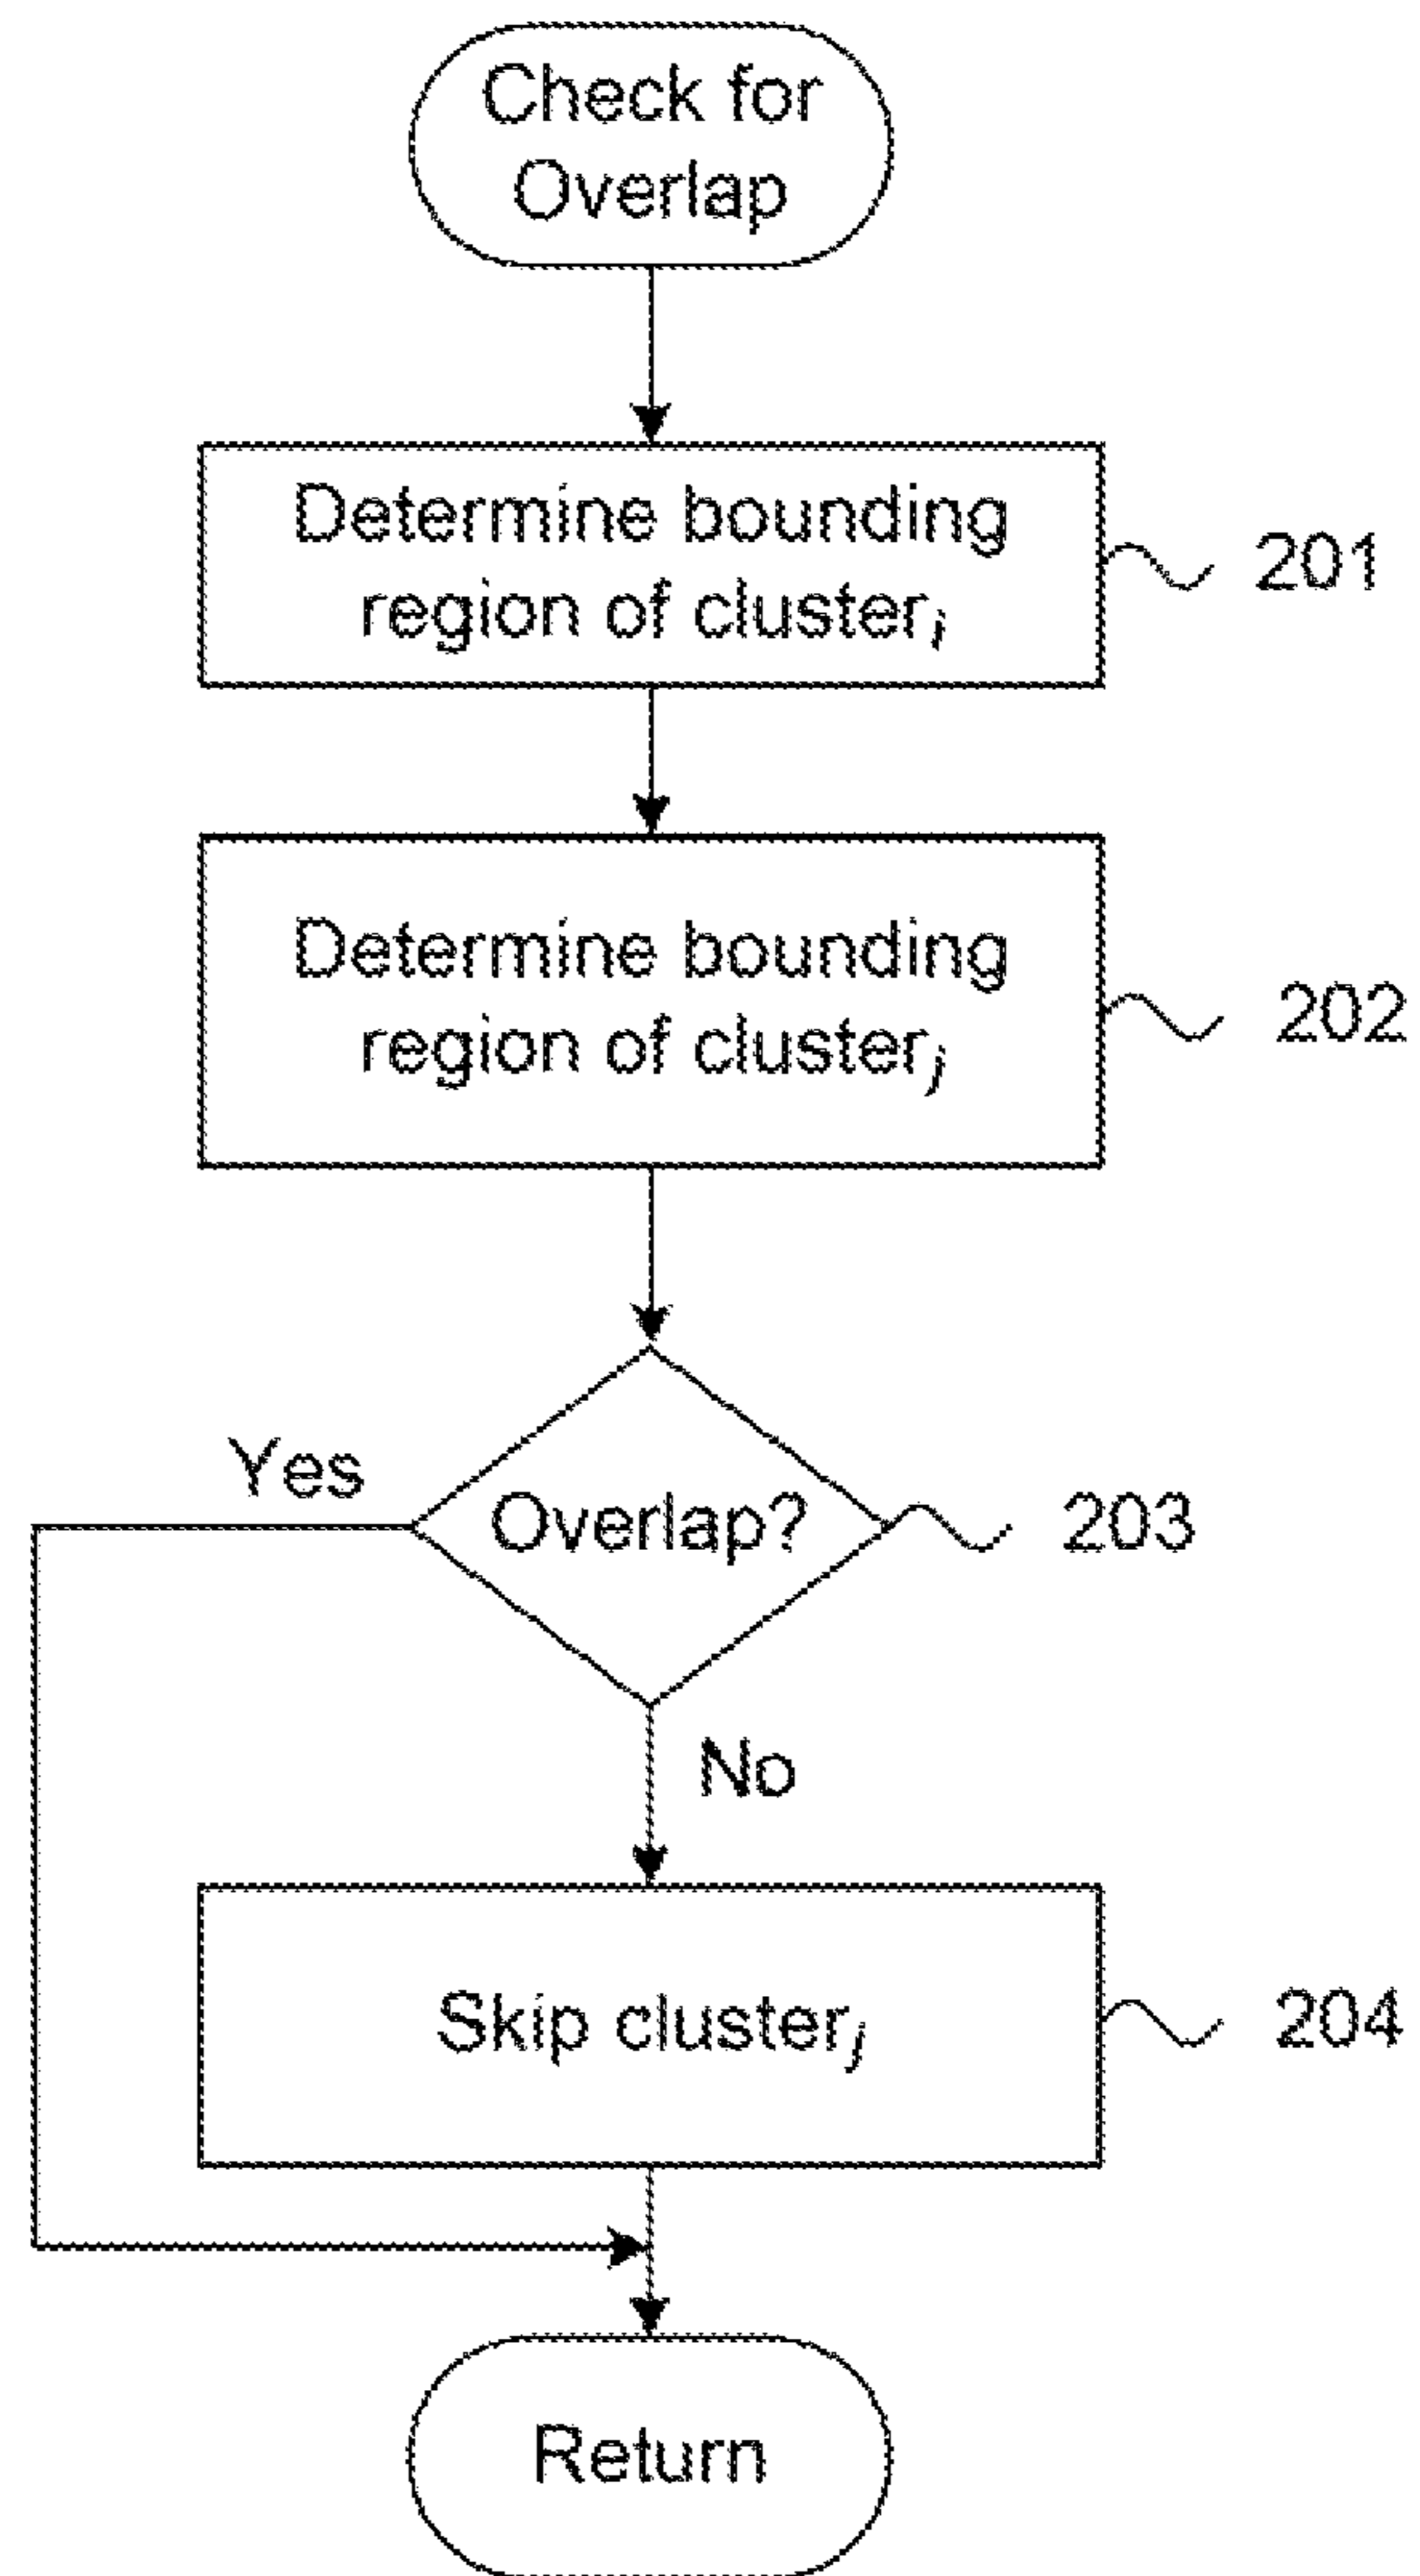 Check for
Overlap
Determine bounding
region of clusterᵢ
201
Determine bounding
region of clusterⱼ
202
Yes
Overlap?
203
No
Skip clusterⱼ
204
Return